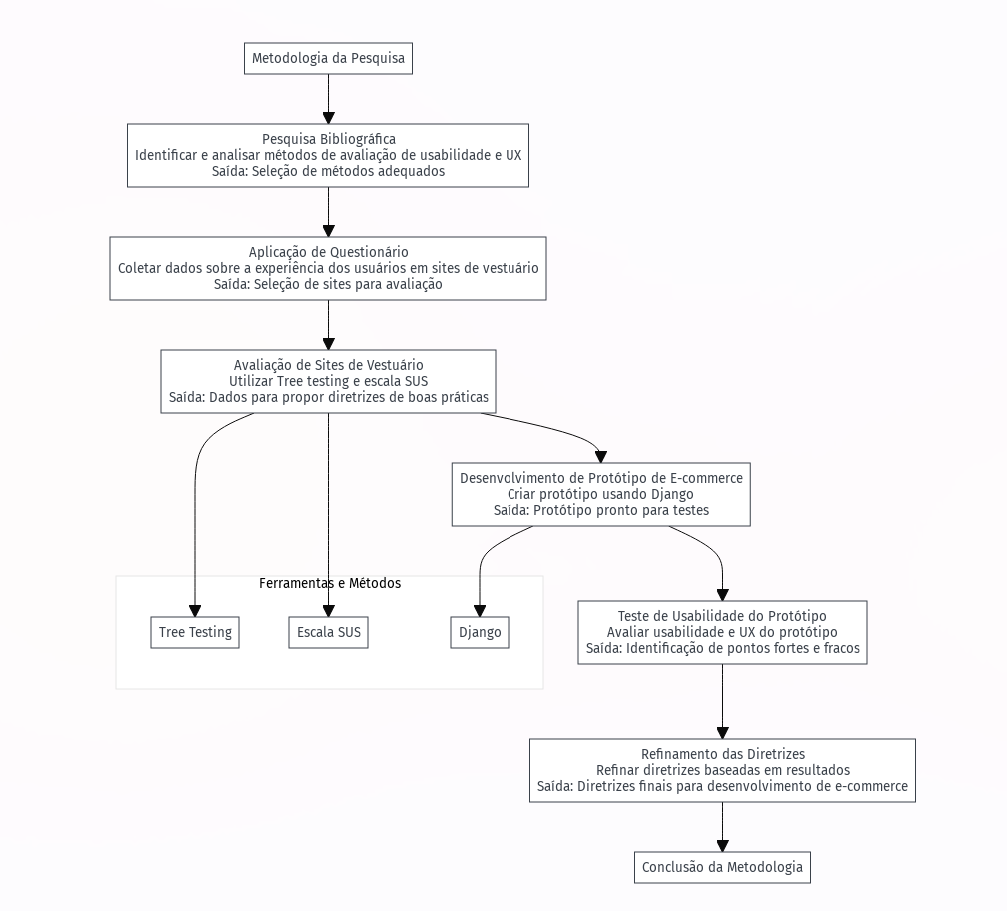 Metodologia da Pesquisa
Pesquisa Bibliográfica
Identificar e analisar métodos de avaliação de usabilidade e UX
Saída: Seleção de métodos adequados
Aplicação de Questionário
Coletar dados sobre a experiência dos usuários em sites de vestuário
Saída: Seleção de sites para avaliação
Avaliação de Sites de Vestuário
Utilizar Tree testing e escala SUS
Saída: Dados para propor diretrizes de boas práticas
Desenvolvimento de Protótipo de E-commerce
Criar protótipo usando Django
Saída: Protótipo pronto para testes
Ferramentas e Métodos
Tree Testing
Escala SUS
Django
Teste de Usabilidade do Protótipo
Avaliar usabilidade e UX do protótipo
Saída: Identificação de pontos fortes e fracos
Refinamento das Diretrizes
Refinar diretrizes baseadas em resultados
Saída: Diretrizes finais para desenvolvimento de e-commerce
Conclusão da Metodologia